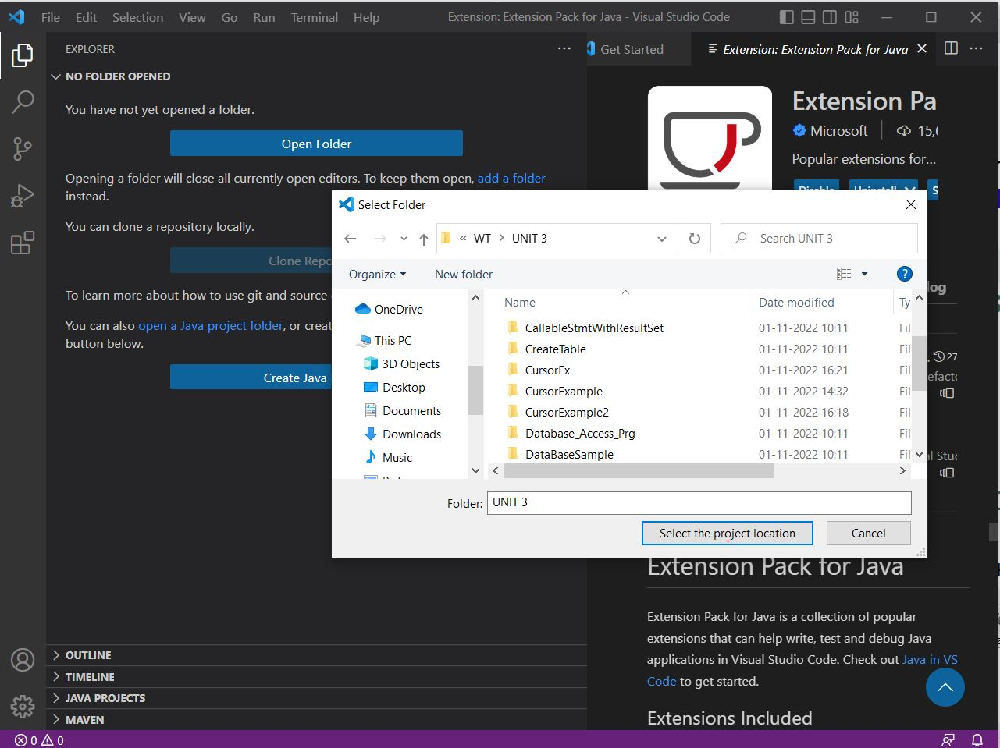 File Edit Selection View Go Run Terminal Help Extension: Extension Pack for Java - Visual Studio Code
EXPLORER
Get Started
Extension: Extension Pack for Java
NO FOLDER OPENED
You have not yet opened a folder.
Open Folder
Opening a folder will close all currently open editors. To keep them open, add a folder
instead.
You can clone a repository locally.
Clone Repo
To learn more about how to use git and source
You can also open a Java project folder, or creat
button below.
Create Java
OUTLINE
TIMELINE
JAVA PROJECTS
MAVEN
0 0
Extension Pa
Microsoft 15,
Popular extensions for...
Disable Uninstall S
Select Folder
« WT > UNIT 3
Search UNIT 3
Organize New folder
?
OneDrive
This PC
3D Objects
Desktop
Documents
Downloads
Music
Name Date modified Ty
CallableStmtWithResultSet 01-11-2022 10:11 Fil
CreateTable 01-11-2022 10:11 Fil
CursorEx 01-11-2022 16:21 Fil
CursorExample 01-11-2022 14:32 Fil
CursorExample2 01-11-2022 16:18 Fil
Database_Access_Prg 01-11-2022 10:11 Fil
DataBaseSample 01-11-2022 10:11 Fil
Folder: UNIT 3
Select the project location Cancel
log
27
efacto
l Stu
Extension Pack for Java
Extension Pack for Java is a collection of popular
extensions that can help write, test and debug Java
applications in Visual Studio Code. Check out Java in VS
Code to get started.
Extensions Included